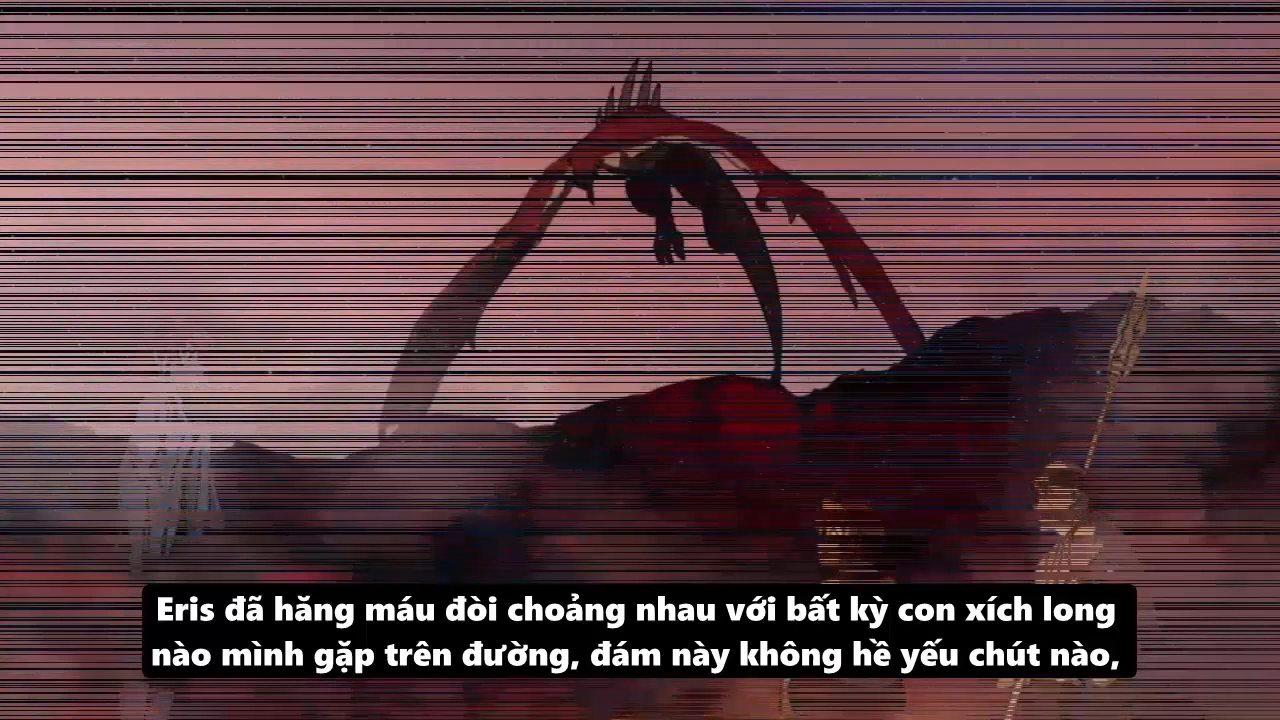 Eris đã hăng máu đòi choảng nhau với bất kỳ con xích long
nào mình gặp trên đường, đám này không hề yếu chút nào,